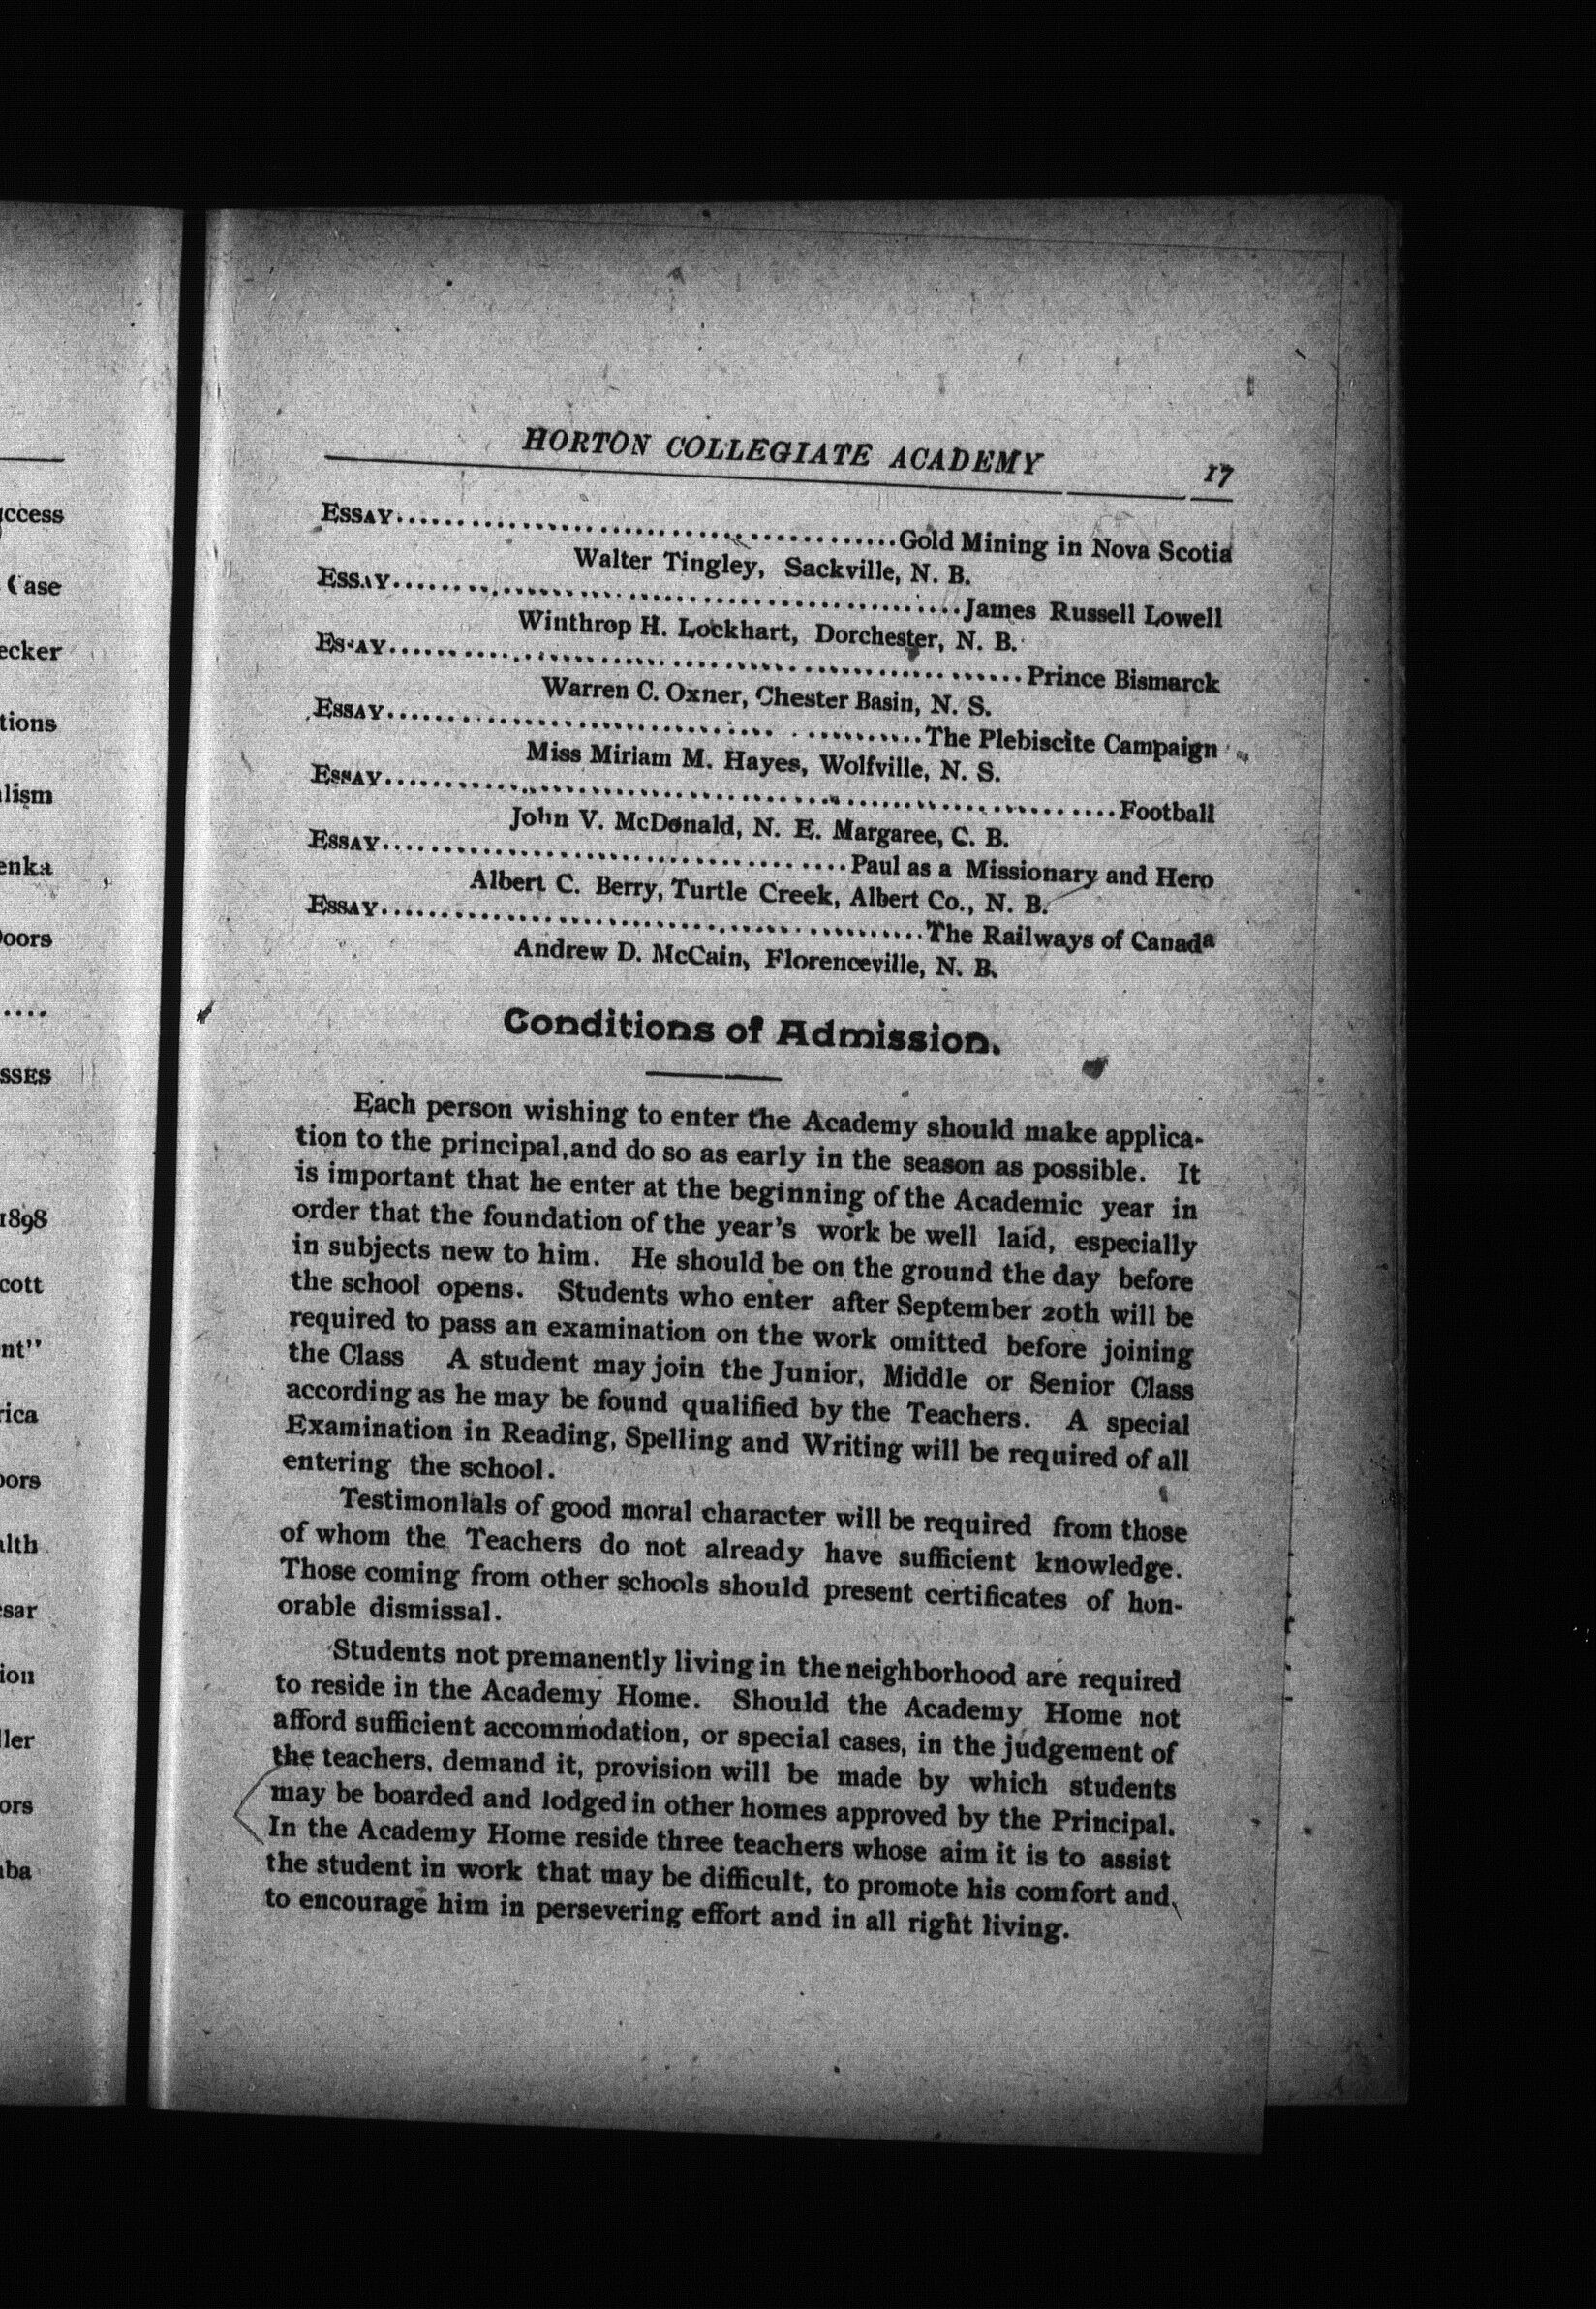 HORTON COLLEGIATE ACADEMY 17
ESSAY........................................Gold Mining in Nova Scotia
Walter Tingley, Sackville, N. B.
ESSAY........................................James Russell Lowell
Winthrop H. Lockhart, Dorchester, N. B.
ESSAY........................................Prince Bismarck
Warren C. Oxner, Chester Basin, N. S.
ESSAY........................................The Plebiscite Campaign
Miss Miriam M. Hayes, Wolfville, N. S.
ESSAY........................................Football
John V. McDonald, N. E. Margaree, C. B.
ESSAY........................................Paul as a Missionary and Hero
Albert C. Berry, Turtle Creek, Albert Co., N. B.
ESSAY........................................The Railways of Canada
Andrew D. McCain, Florenceville, N. B.
Conditions of Admission.
Each person wishing to enter the Academy should make applica-
tion to the principal, and do so as early in the season as possible. It
is important that he enter at the beginning of the Academic year in
order that the foundation of the year's work be well laid, especially
in subjects new to him. He should be on the ground the day before
the school opens. Students who enter after September 20th will be
required to pass an examination on the work omitted before joining
the Class A student may join the Junior, Middle or Senior Class
according as he may be found qualified by the Teachers. A special
Examination in Reading, Spelling and Writing will be required of all
entering the school.
Testimonials of good moral character will be required from those
of whom the Teachers do not already have sufficient knowledge.
Those coming from other schools should present certificates of hon-
orable dismissal.
Students not premanently living in the neighborhood are required
to reside in the Academy Home. Should the Academy Home not
afford sufficient accommodation, or special cases, in the judgement of
the teachers, demand it, provision will be made by which students
may be boarded and lodged in other homes approved by the Principal.
In the Academy Home reside three teachers whose aim it is to assist
the student in work that may be difficult, to promote his comfort and
to encourage him in persevering effort and in all right living.